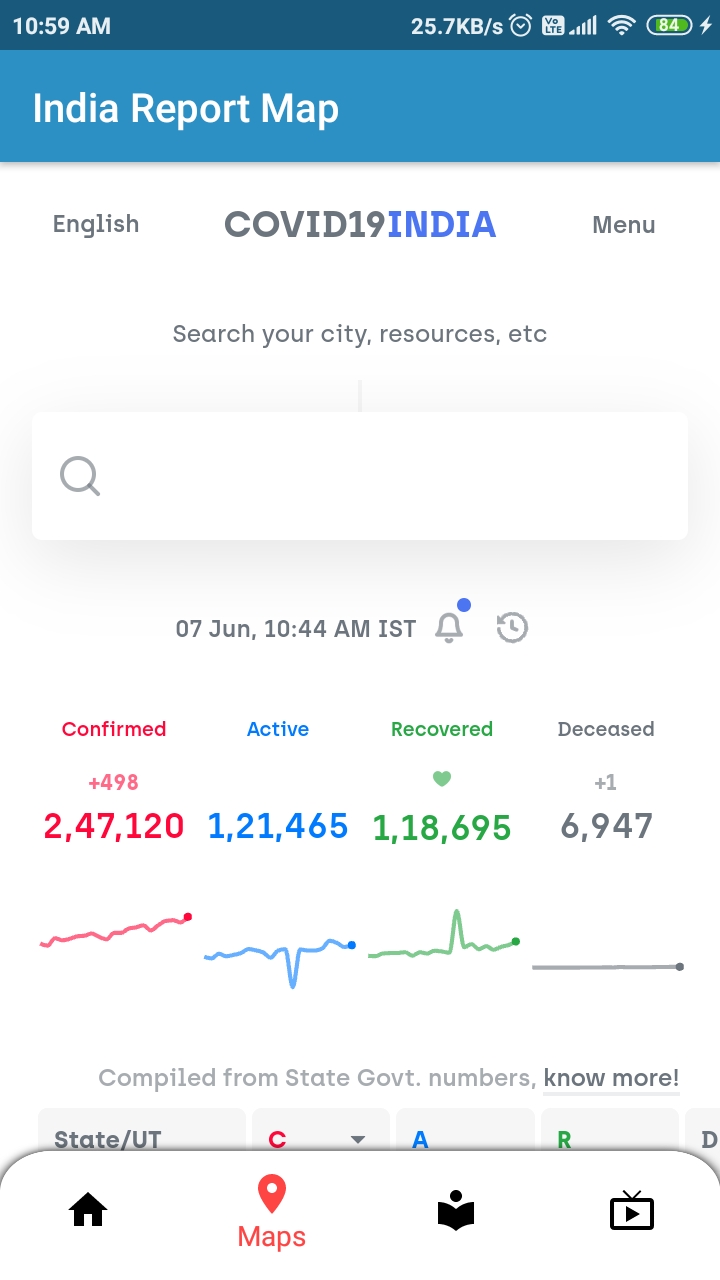 10:59 AM 25.7KB/s Vo LTE 84
India Report Map
English COVID19INDIA Menu
Search your city, resources, etc
07 Jun, 10:44 AM IST
Confirmed Active Recovered Deceased
+498 +1
2,47,120 1,21,465 1,18,695 6,947
Compiled from State Govt. numbers, know more!
State/UT C A R D
Maps